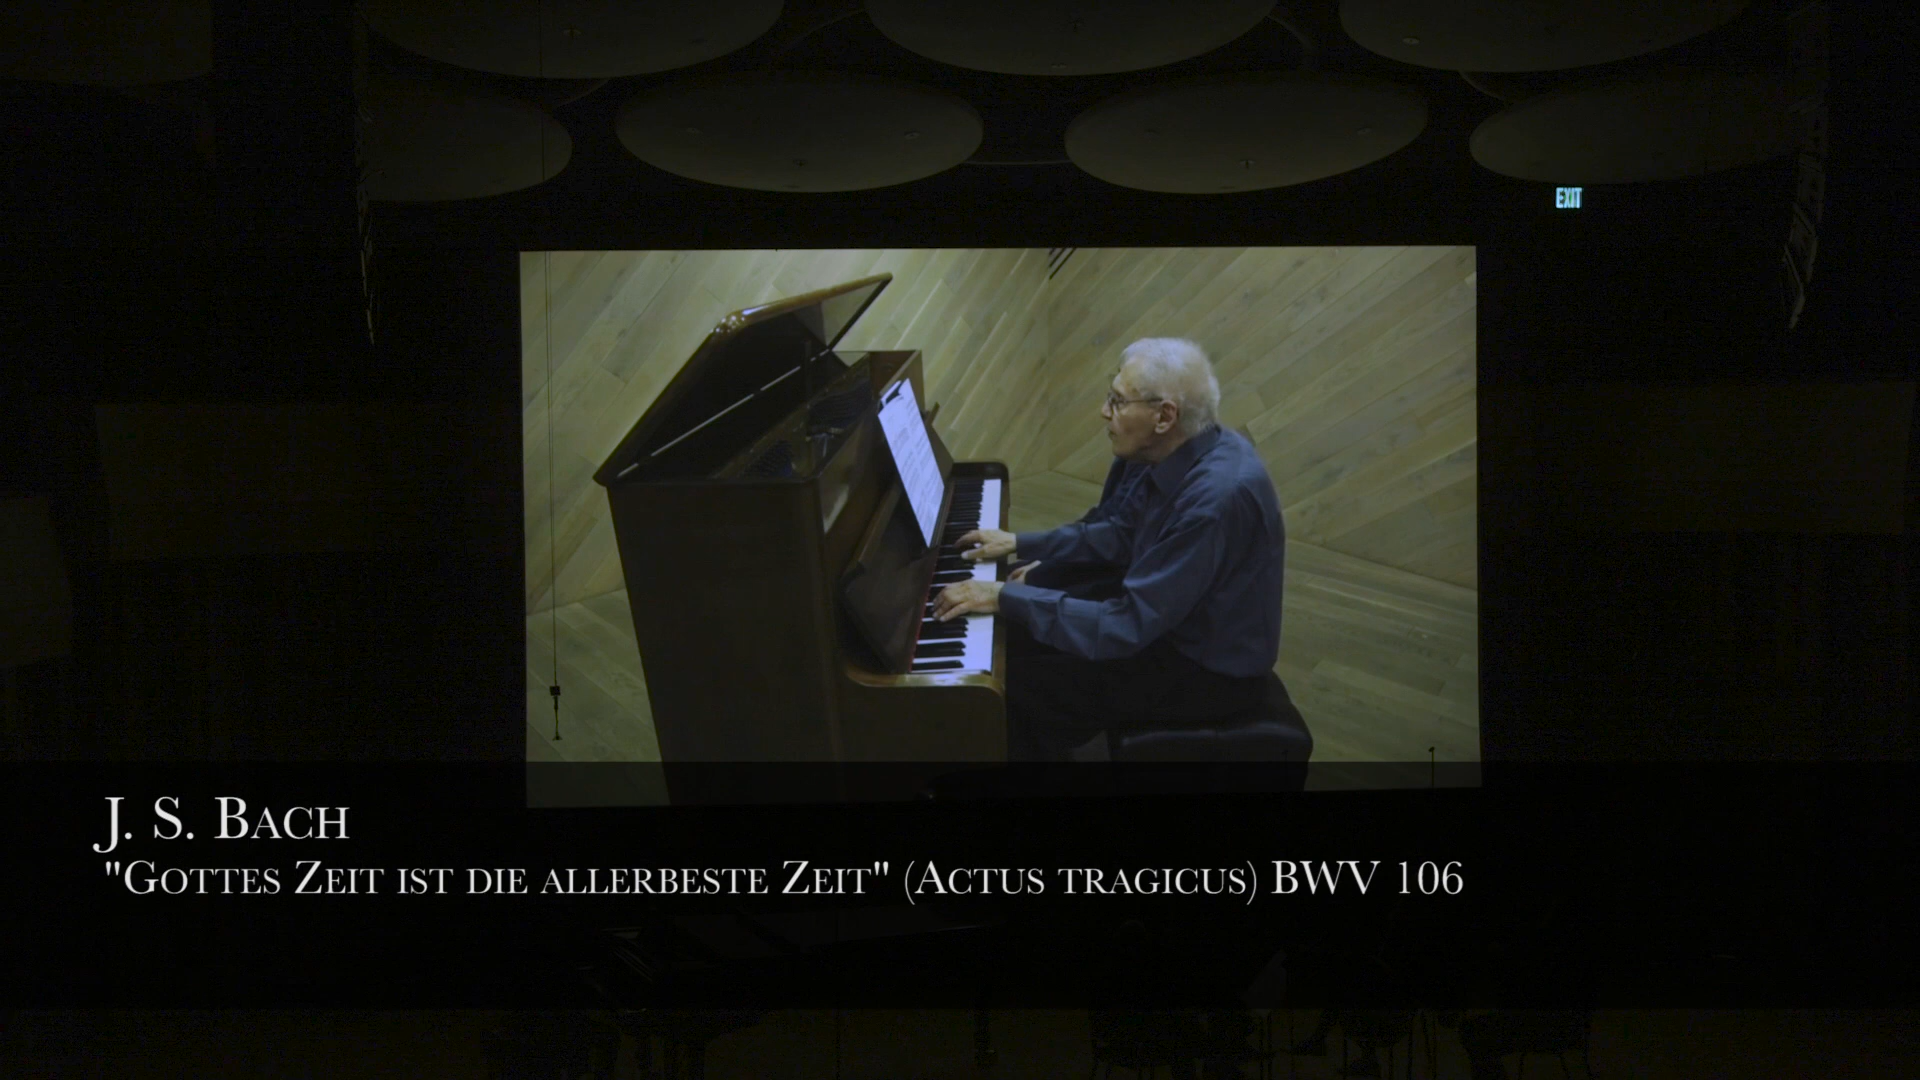 EXIT
J. S. Bach
"Gottes Zeit ist die allerbeste Zeit" (Actus tragicus) BWV 106